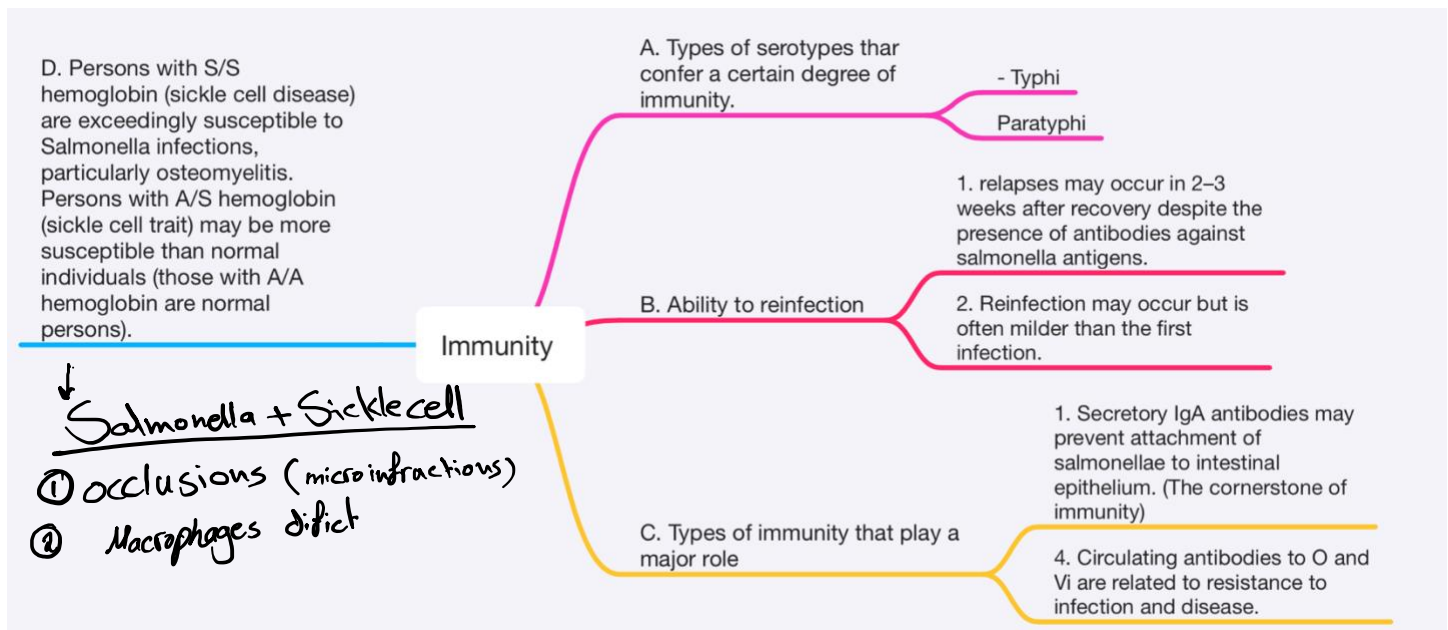 D. Persons with S/S
hemoglobin (sickle cell disease)
are exceedingly susceptible to
Salmonella infections,
particularly osteomyelitis.
Persons with A/S hemoglobin
(sickle cell trait) may be more
susceptible than normal
individuals (those with A/A
hemoglobin are normal
persons).
Salmonella + Sickle cell
① occlusions (microinfractions)
② Macrophages difict
Immunity
A. Types of serotypes thar
confer a certain degree of
immunity.
- Typhi
Paratyphi
B. Ability to reinfection
1. relapses may occur in 2–3
weeks after recovery despite the
presence of antibodies against
salmonella antigens.
2. Reinfection may occur but is
often milder than the first
infection.
C. Types of immunity that play a
major role
1. Secretory IgA antibodies may
prevent attachment of
salmonellae to intestinal
epithelium. (The cornerstone of
immunity)
4. Circulating antibodies to O and
Vi are related to resistance to
infection and disease.